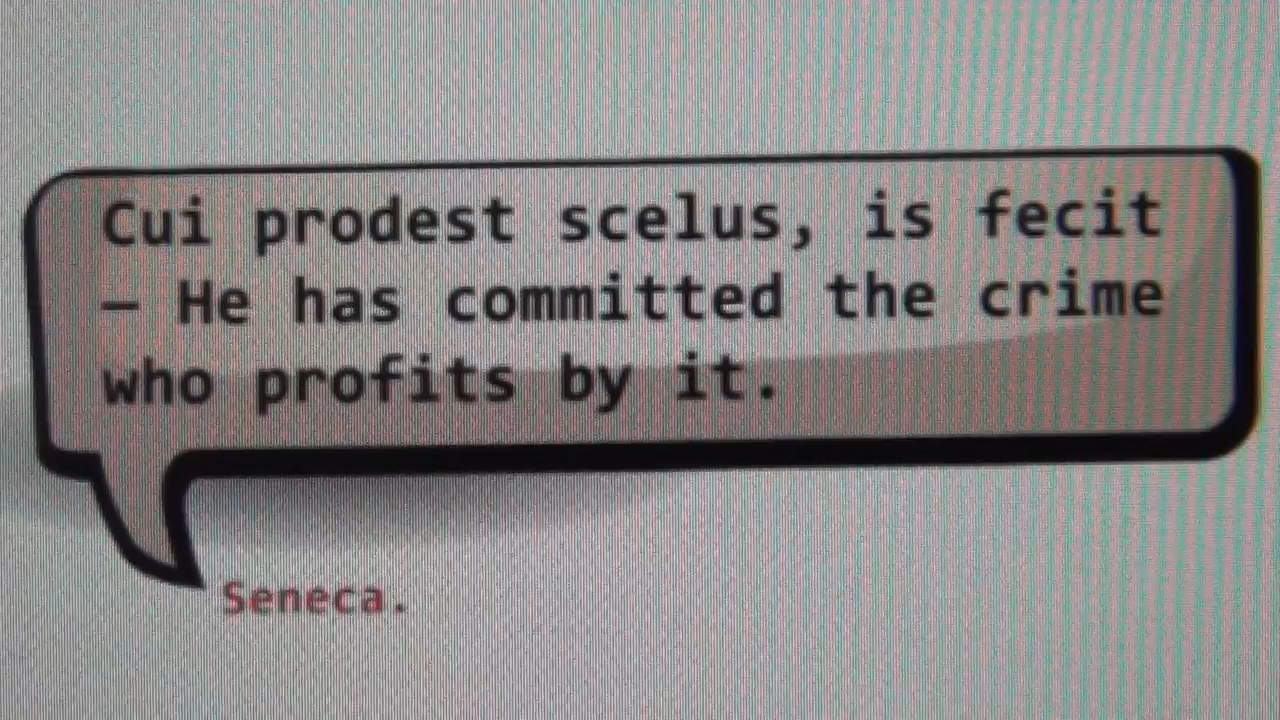 Cui prodest scelus, is fecit
— He has committed the crime
who profits by it.
Seneca.